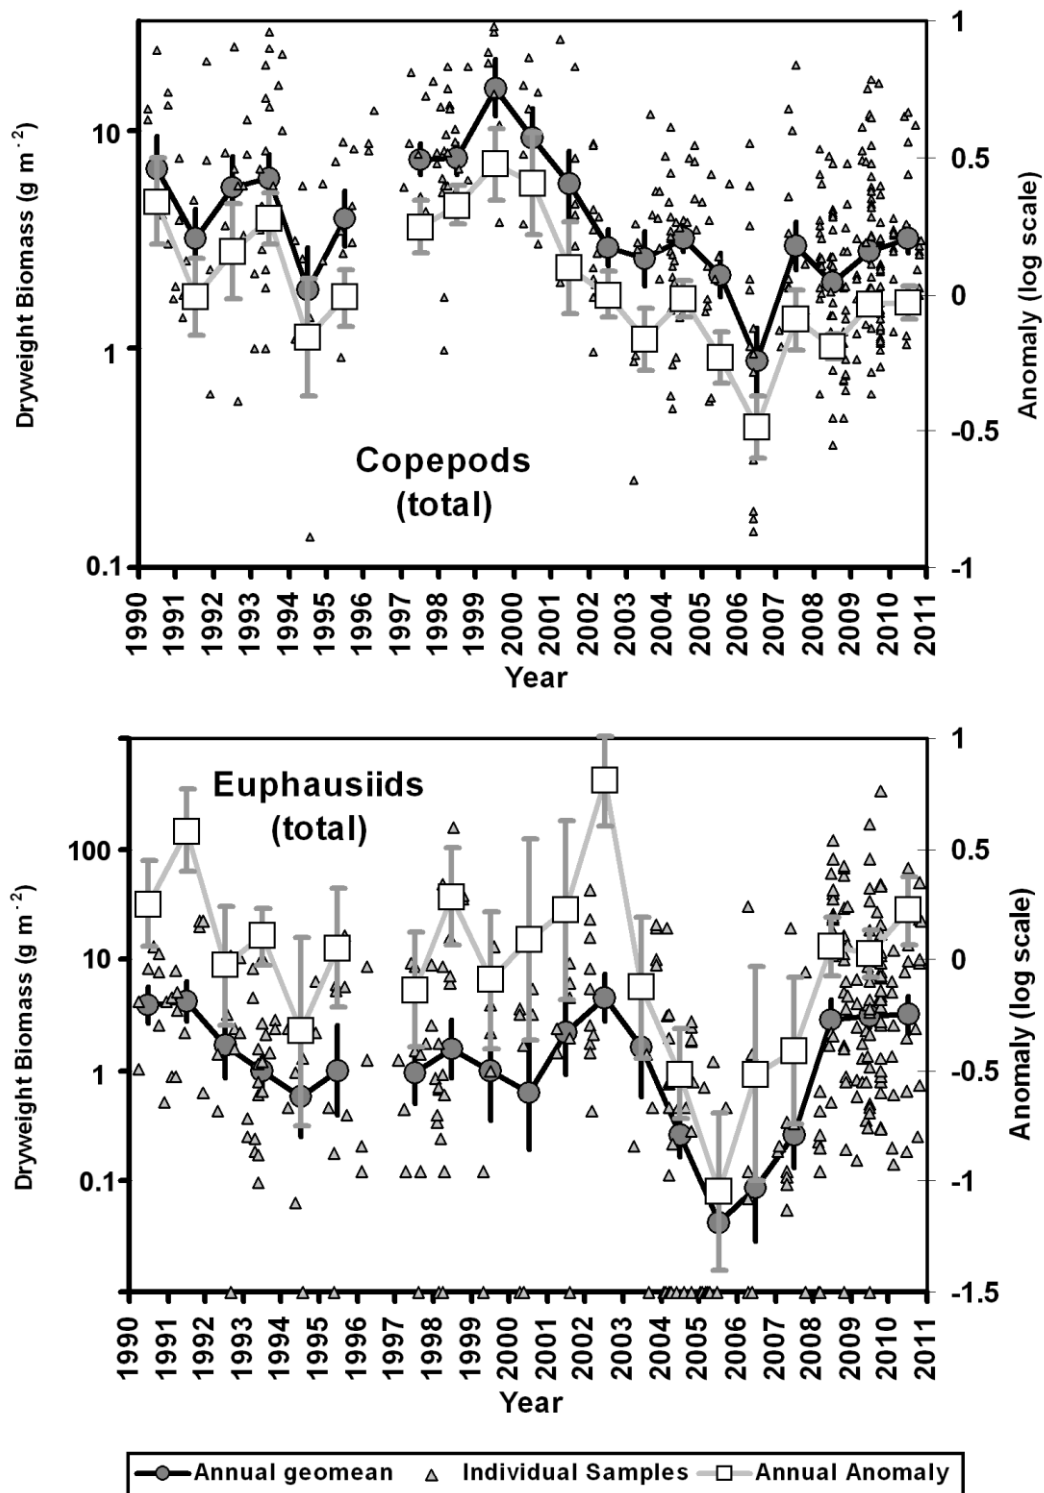 Dryweight Biomass (g m-2)
10
1
0.1
Copepods
(total)
1
0.5
0
-0.5
-1
Anomaly (log scale)
1990 1991 1992 1993 1994 1995 1997 1998 1999 2000 2001 2002 2003 2004 2005 2006 2007 2008 2009 2010 2011
Year
Dryweight Biomass (g m-2)
100
10
1
0.1
Euphausiids
(total)
1
0.5
0
-0.5
-1
-1.5
Anomaly (log scale)
1990 1991 1992 1993 1994 1995 1997 1998 1999 2000 2001 2002 2003 2004 2005 2006 2007 2008 2009 2010 2011
Year
Annual geomean Individual Samples Annual Anomaly